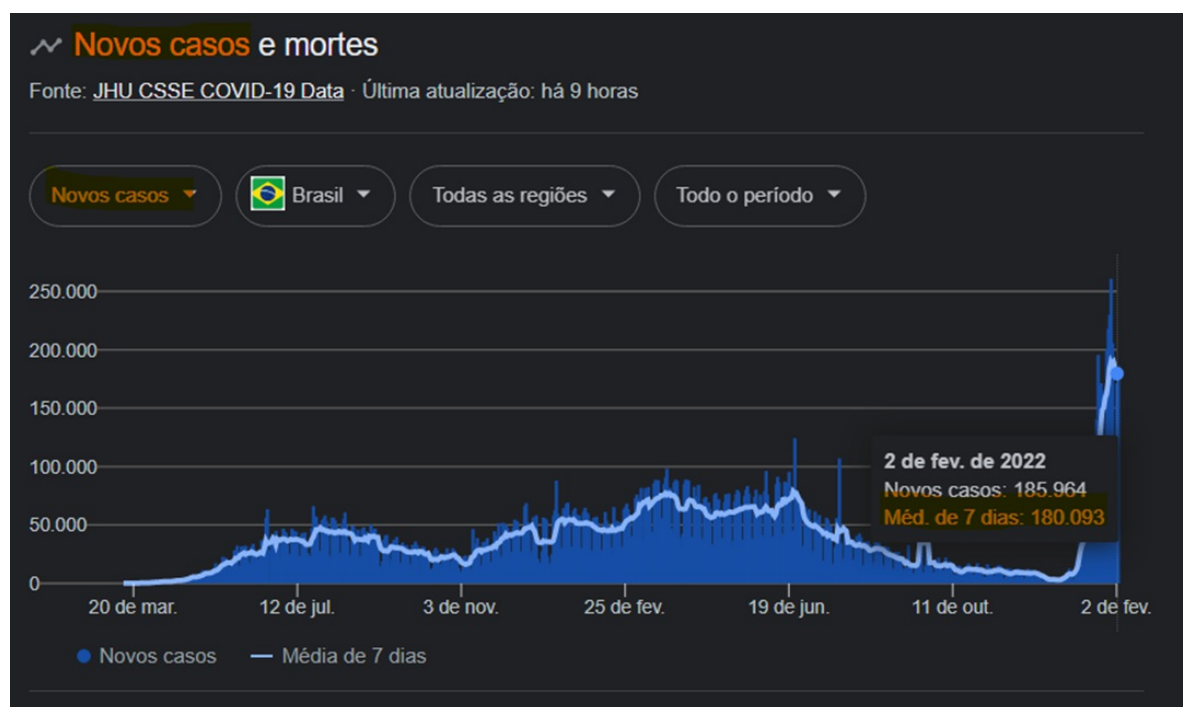 Novos casos e mortes
Fonte: JHU CSSE COVID-19 Data · Última atualização: há 9 horas
Novos casos
Brasil
Todas as regiões
Todo o período
250.000
200.000
150.000
100.000
50.000
0
2 de fev. de 2022
Novos casos: 185.964
Méd. de 7 dias: 180.093
20 de mar.
12 de jul.
3 de nov.
25 de fev.
19 de jun.
11 de out.
2 de fev.
Novos casos
Média de 7 dias